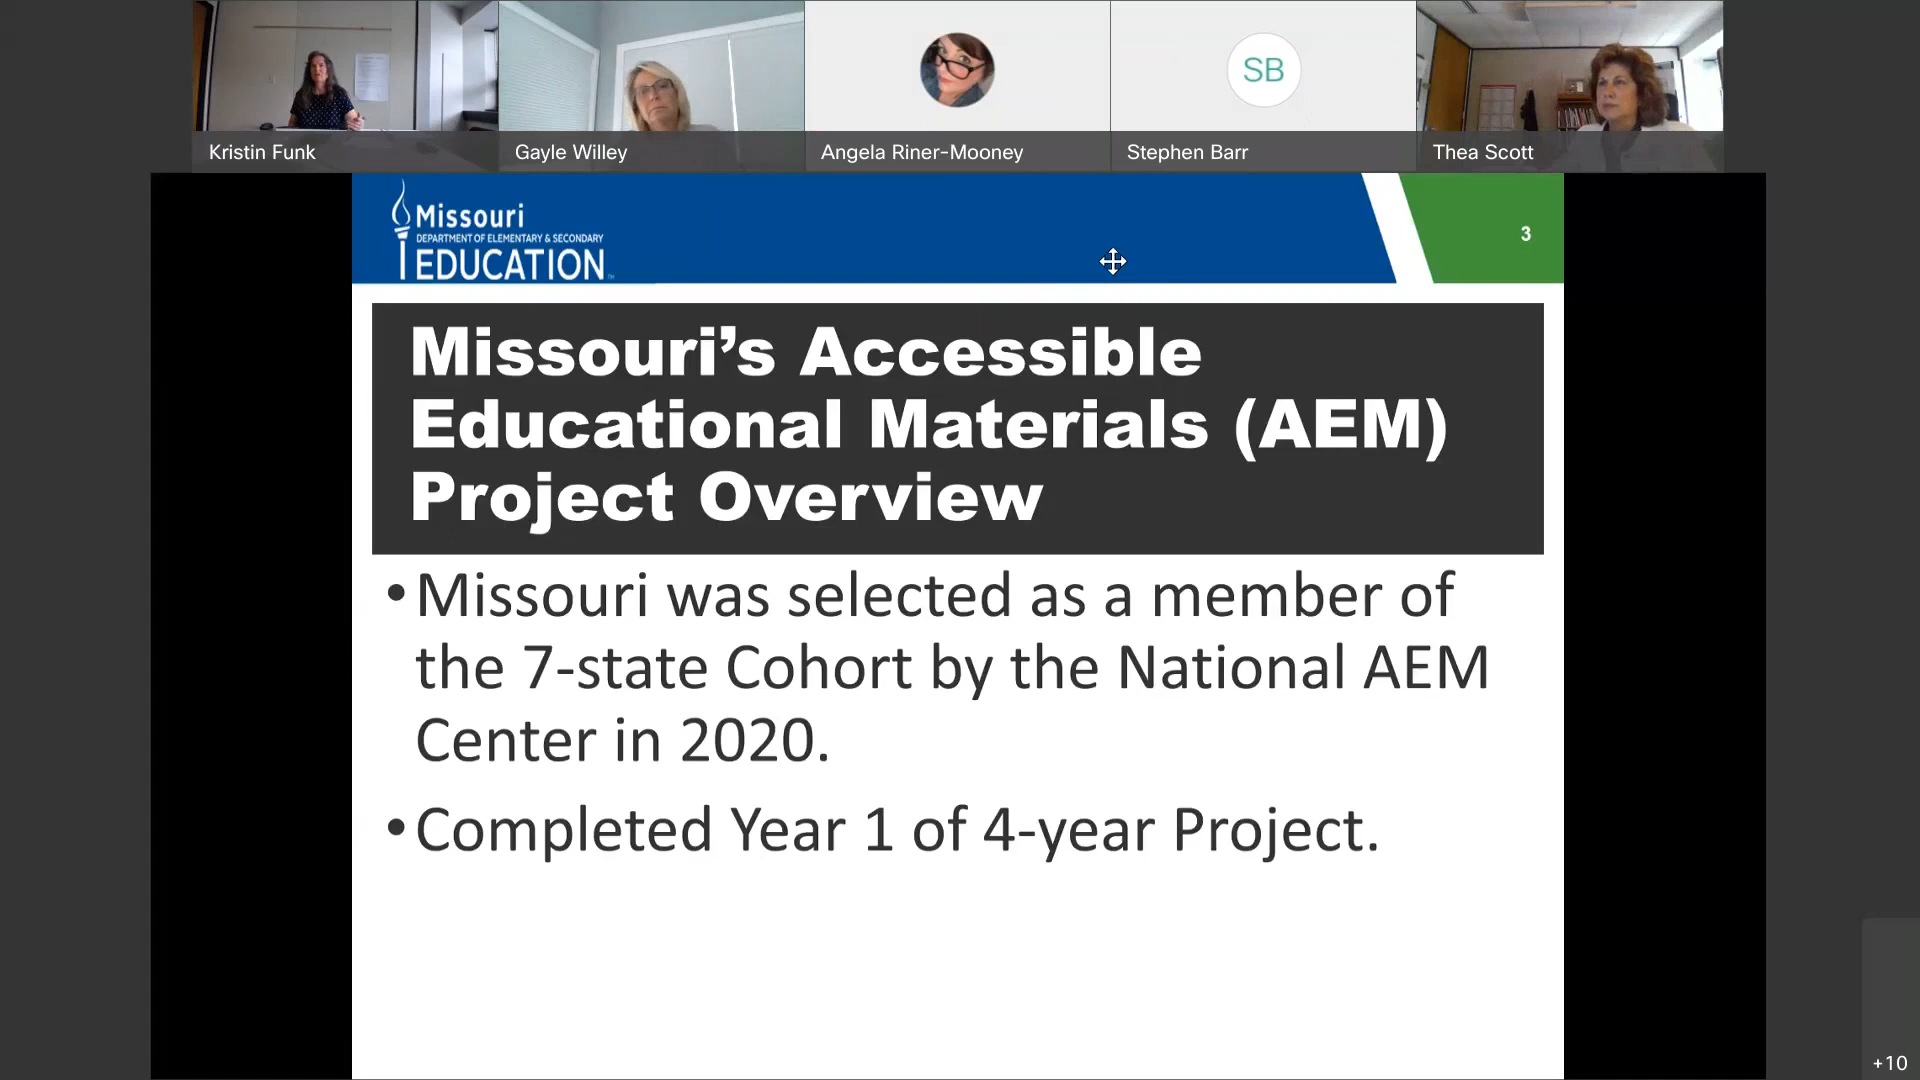 Kristin Funk
Gayle Willey
Angela Riner-Mooney
SB
Stephen Barr
Thea Scott
Missouri
DEPARTMENT OF ELEMENTARY & SECONDARY
EDUCATION
3
Missouri’s Accessible
Educational Materials (AEM)
Project Overview
•Missouri was selected as a member of
the 7-state Cohort by the National AEM
Center in 2020.
•Completed Year 1 of 4-year Project.
+10